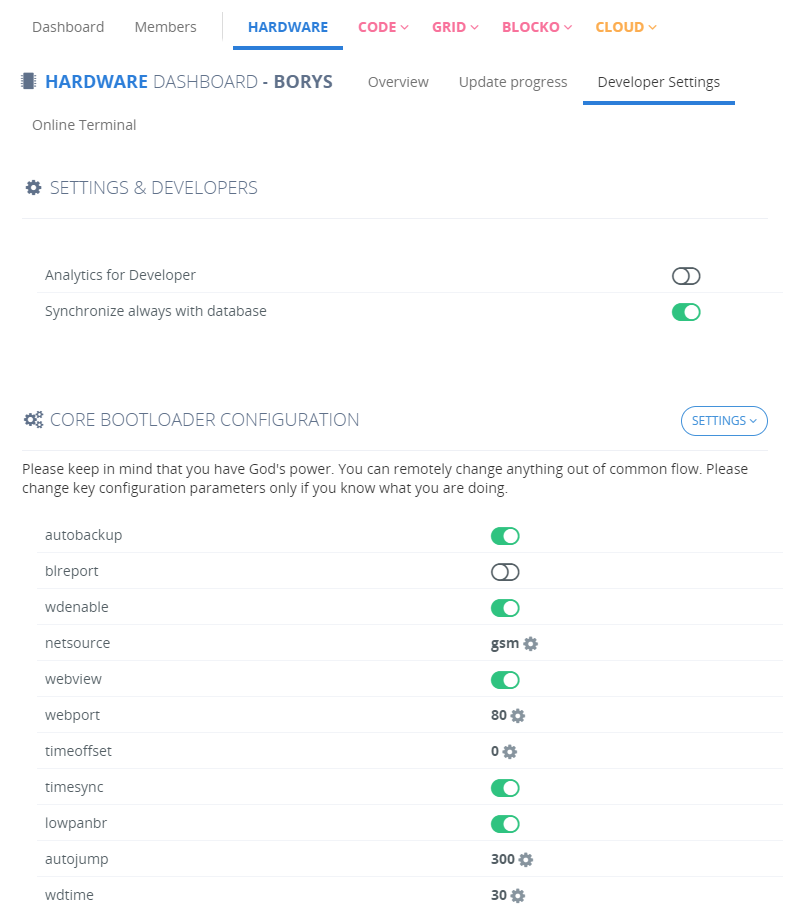 Dashboard Members HARDWARE CODE GRID BLOCKO CLOUD
HARDWARE DASHBOARD - BORYS Overview Update progress Developer Settings
Online Terminal
SETTINGS & DEVELOPERS
Analytics for Developer
Synchronize always with database
CORE BOOTLOADER CONFIGURATION SETTINGS
Please keep in mind that you have God's power. You can remotely change anything out of common flow. Please
change key configuration parameters only if you know what you are doing.
autobackup
blreport
wdenable
netsource gsm
webview
webport 80
timeoffset 0
timesync
lowpanbr
autojump 300
wdtime 30